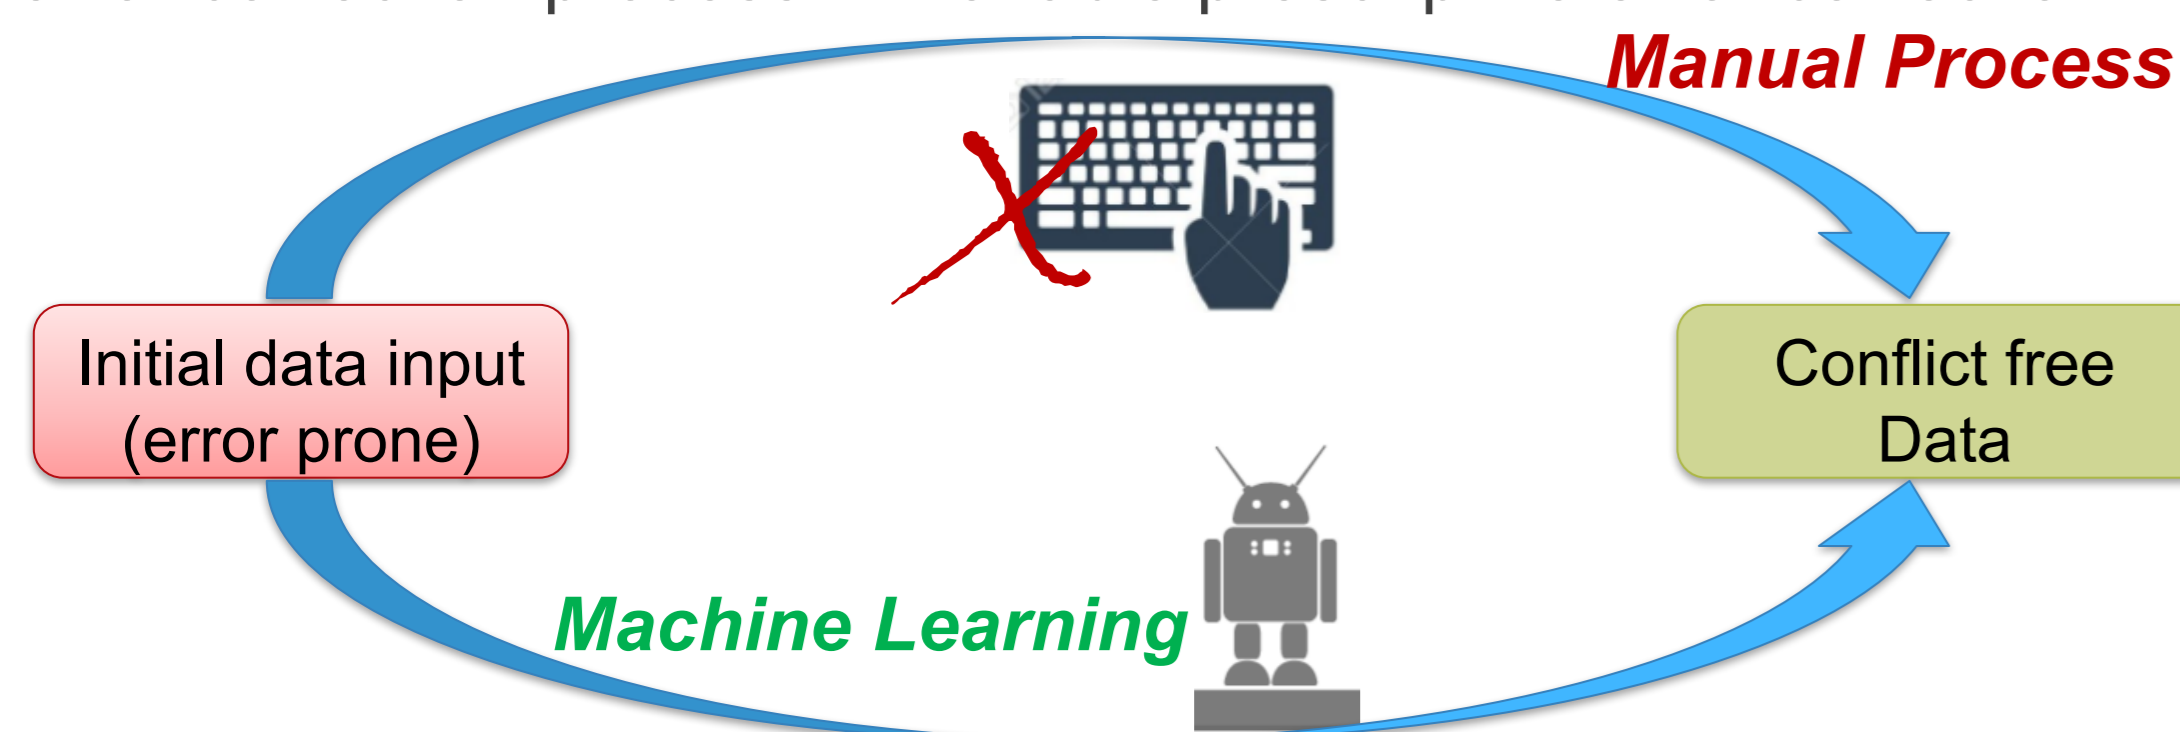 Manual Process
Initial data input
(error prone)
Conflict free
Data
Machine Learning